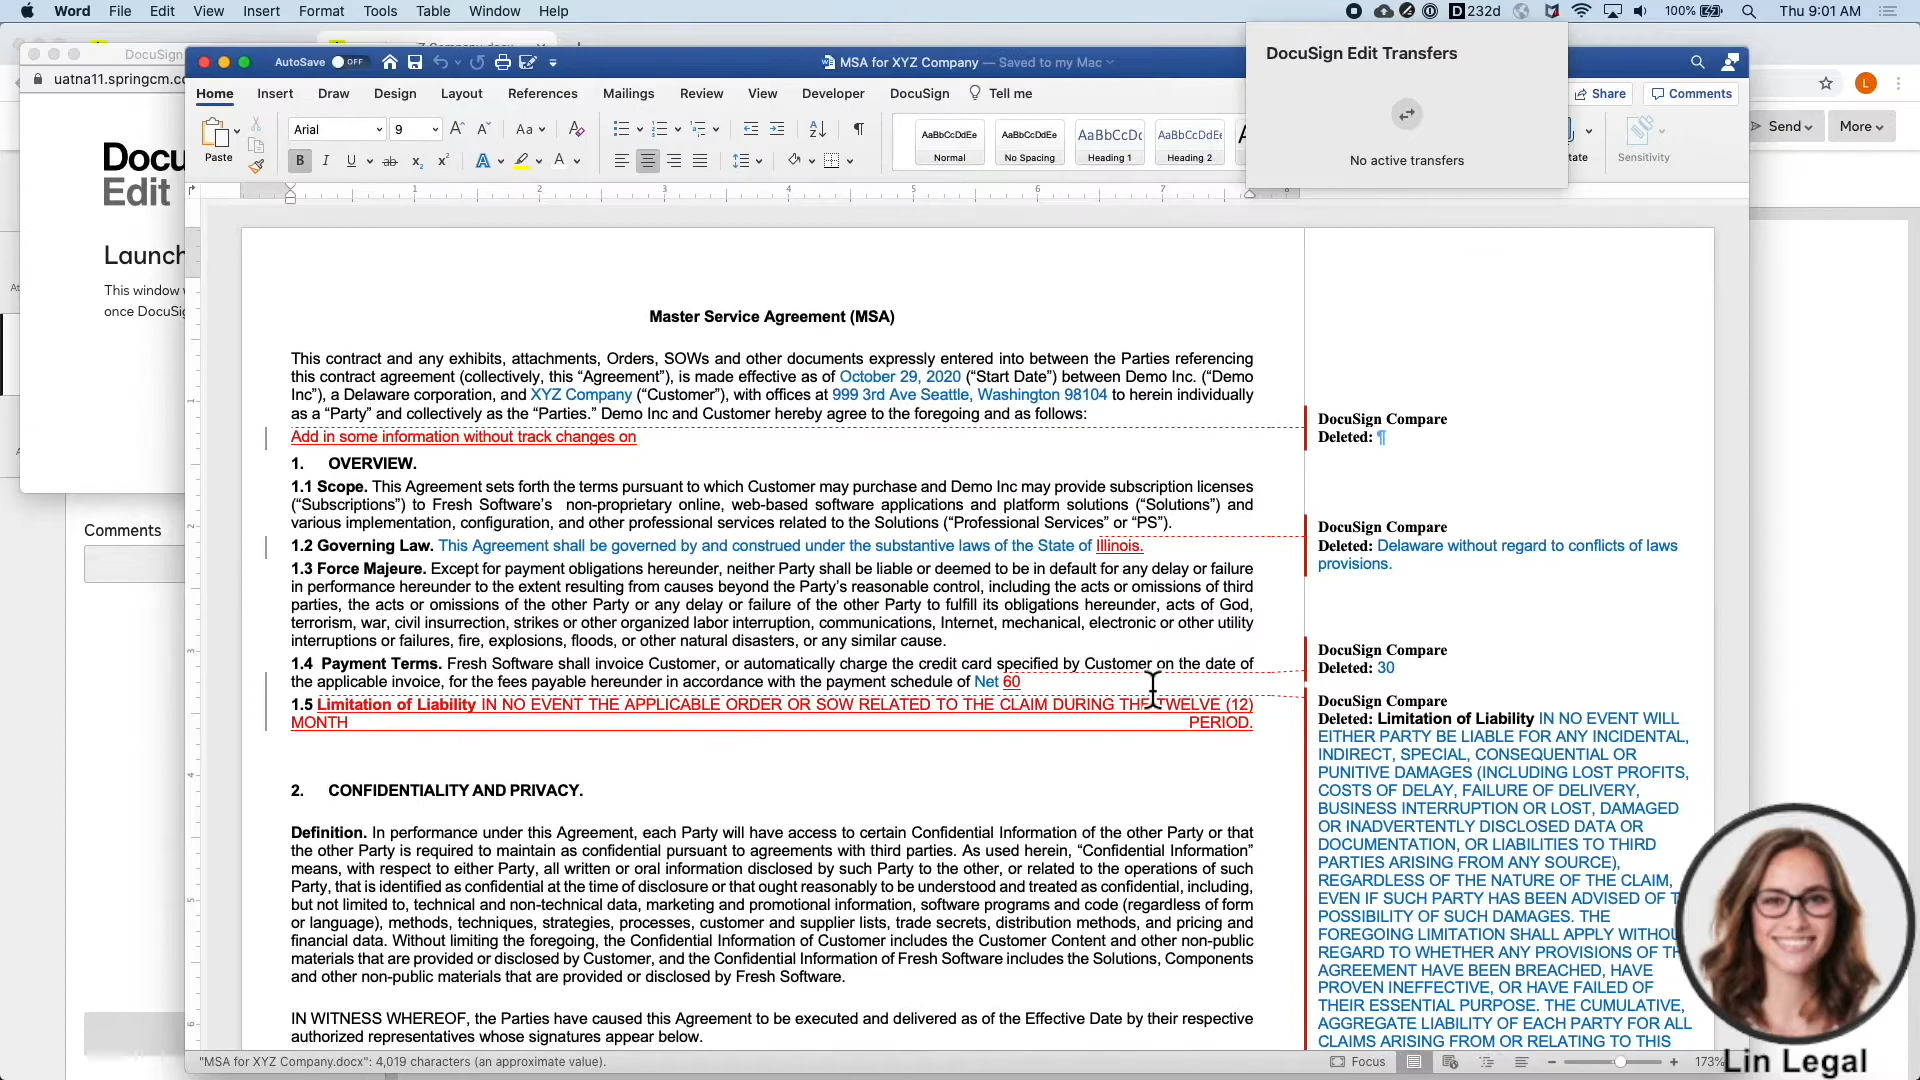 Word File Edit View Insert Format Tools Table Window Help
232d 100% Thu 9:01 AM
DocuSign
uatna11.springcm.co
AutoSave OFF
MSA for XYZ Company — Saved to my Mac
DocuSign Edit Transfers
No active transfers
Home Insert Draw Design Layout References Mailings Review View Developer DocuSign Tell me
Share Comments
Send More
L
Paste
Arial 9
AaBbCcDdEe AaBbCcDdEe AaBbCcDc AaBbCcDdEe
Normal No Spacing Heading 1 Heading 2
Sensitivity
Docu
Edit
Launch
This window
once DocuSig
Comments
Master Service Agreement (MSA)
This contract and any exhibits, attachments, Orders, SOWs and other documents expressly entered into between the Parties referencing
this contract agreement (collectively, this “Agreement”), is made effective as of October 29, 2020 (“Start Date”) between Demo Inc. (“Demo
Inc”), a Delaware corporation, and XYZ Company (“Customer”), with offices at 999 3rd Ave Seattle, Washington 98104 to herein individually
as a “Party” and collectively as the “Parties.” Demo Inc and Customer hereby agree to the foregoing and as follows:
Add in some information without track changes on
1. OVERVIEW.
1.1 Scope. This Agreement sets forth the terms pursuant to which Customer may purchase and Demo Inc may provide subscription licenses
(“Subscriptions”) to Fresh Software’s non-proprietary online, web-based software applications and platform solutions (“Solutions”) and
various implementation, configuration, and other professional services related to the Solutions (“Professional Services” or “PS”).
1.2 Governing Law. This Agreement shall be governed by and construed under the substantive laws of the State of Illinois.
1.3 Force Majeure. Except for payment obligations hereunder, neither Party shall be liable or deemed to be in default for any delay or failure
in performance hereunder to the extent resulting from causes beyond the Party’s reasonable control, including the acts or omissions of third
parties, the acts or omissions of the other Party or any delay or failure of the other Party to fulfill its obligations hereunder, acts of God,
terrorism, war, civil insurrection, strikes or other organized labor interruption, communications, Internet, mechanical, electronic or other utility
interruptions or failures, fire, explosions, floods, or other natural disasters, or any similar cause.
1.4 Payment Terms. Fresh Software shall invoice Customer, or automatically charge the credit card specified by Customer on the date of
the applicable invoice, for the fees payable hereunder in accordance with the payment schedule of Net 60
1.5 Limitation of Liability IN NO EVENT THE APPLICABLE ORDER OR SOW RELATED TO THE CLAIM DURING THE TWELVE (12)
MONTH PERIOD.
2. CONFIDENTIALITY AND PRIVACY.
Definition. In performance under this Agreement, each Party will have access to certain Confidential Information of the other Party or that
the other Party is required to maintain as confidential pursuant to agreements with third parties. As used herein, “Confidential Information”
means, with respect to either Party, all written or oral information disclosed by such Party to the other, or related to the operations of such
Party, that is identified as confidential at the time of disclosure or that ought reasonably to be understood and treated as confidential, including,
but not limited to, technical and non-technical data, marketing and promotional information, software programs and code (regardless of form
or language), methods, techniques, strategies, processes, customer and supplier lists, trade secrets, distribution methods, and pricing and
financial data. Without limiting the foregoing, the Confidential Information of Customer includes the Customer Content and other non-public
materials that are provided or disclosed by Customer, and the Confidential Information of Fresh Software includes the Solutions, Components
and other non-public materials that are provided or disclosed by Fresh Software.
IN WITNESS WHEREOF, the Parties have caused this Agreement to be executed and delivered as of the Effective Date by their respective
authorized representatives whose signatures appear below.
DocuSign Compare
Deleted: ¶
DocuSign Compare
Deleted: Delaware without regard to conflicts of laws
provisions.
DocuSign Compare
Deleted: 30
DocuSign Compare
Deleted: Limitation of Liability IN NO EVENT WILL
EITHER PARTY BE LIABLE FOR ANY INCIDENTAL,
INDIRECT, SPECIAL, CONSEQUENTIAL OR
PUNITIVE DAMAGES (INCLUDING LOST PROFITS,
COSTS OF DELAY, FAILURE OF DELIVERY,
BUSINESS INTERRUPTION OR LOST, DAMAGED
OR INADVERTENTLY DISCLOSED DATA OR
DOCUMENTATION, OR LIABILITIES TO THIRD
PARTIES ARISING FROM ANY SOURCE),
REGARDLESS OF THE NATURE OF THE CLAIM,
EVEN IF SUCH PARTY HAS BEEN ADVISED OF T
POSSIBILITY OF SUCH DAMAGES. THE
FOREGOING LIMITATION SHALL APPLY WITHOU
REGARD TO WHETHER ANY PROVISIONS OF TH
AGREEMENT HAVE BEEN BREACHED, HAVE
PROVEN INEFFECTIVE, OR HAVE FAILED OF
THEIR ESSENTIAL PURPOSE. THE CUMULATIVE,
AGGREGATE LIABILITY OF EACH PARTY FOR ALL
CLAIMS ARISING FROM OR RELATING TO THIS
"MSA for XYZ Company.docx": 4,019 characters (an approximate value).
Focus 173%
Lin Legal